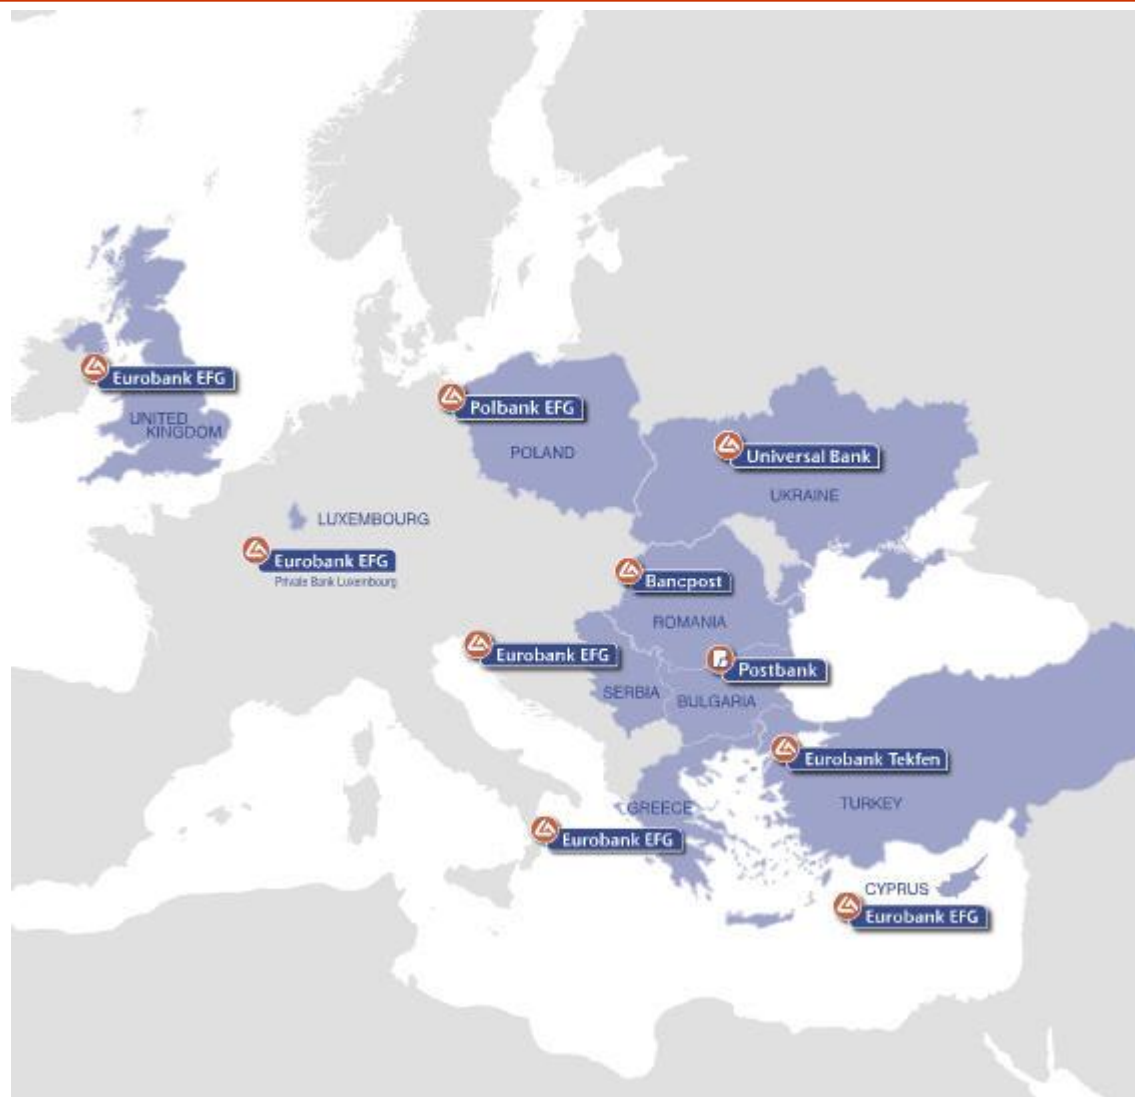 Eurobank EFG
UNITED
KINGDOM
Polbank EFG
POLAND
Universal Bank
UKRAINE
LUXEMBOURG
Eurobank EFG
Private Bank Luxembourg
Bancpost
ROMANIA
Eurobank EFG
SERBIA
Postbank
BULGARIA
Eurobank Tekfen
TURKEY
GREECE
Eurobank EFG
CYPRUS
Eurobank EFG